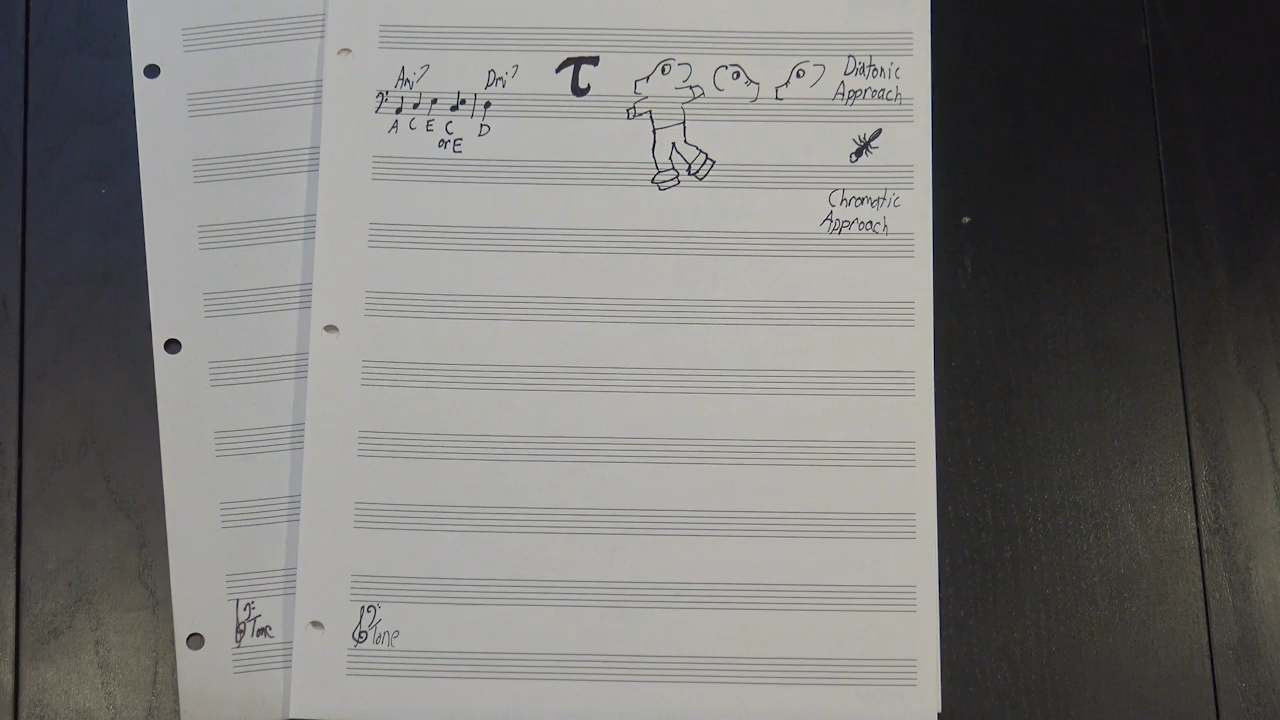 Ami7 Dmi7
A C E C D
or E
τ
Diatonic
Approach
Chromatic
Approach
Tone
Tone